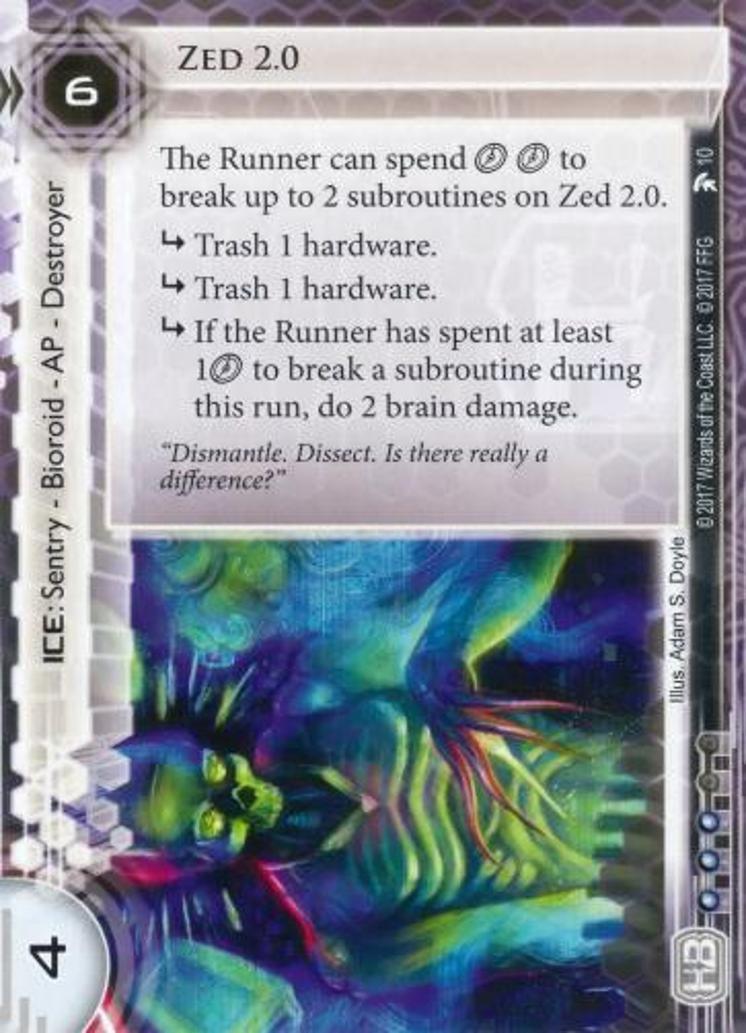 ZED 2.0
6
The Runner can spend to
break up to 2 subroutines on Zed 2.0.
Trash 1 hardware.
Trash 1 hardware.
If the Runner has spent at least
1 to break a subroutine during
this run, do 2 brain damage.
"Dismantle. Dissect. Is there really a
difference?"
ICE: Sentry - Bioroid - AP - Destroyer
4
Illus. Adam S. Doyle
© 2017 Wizards of the Coast LLC. © 2017 FFG
10
HB